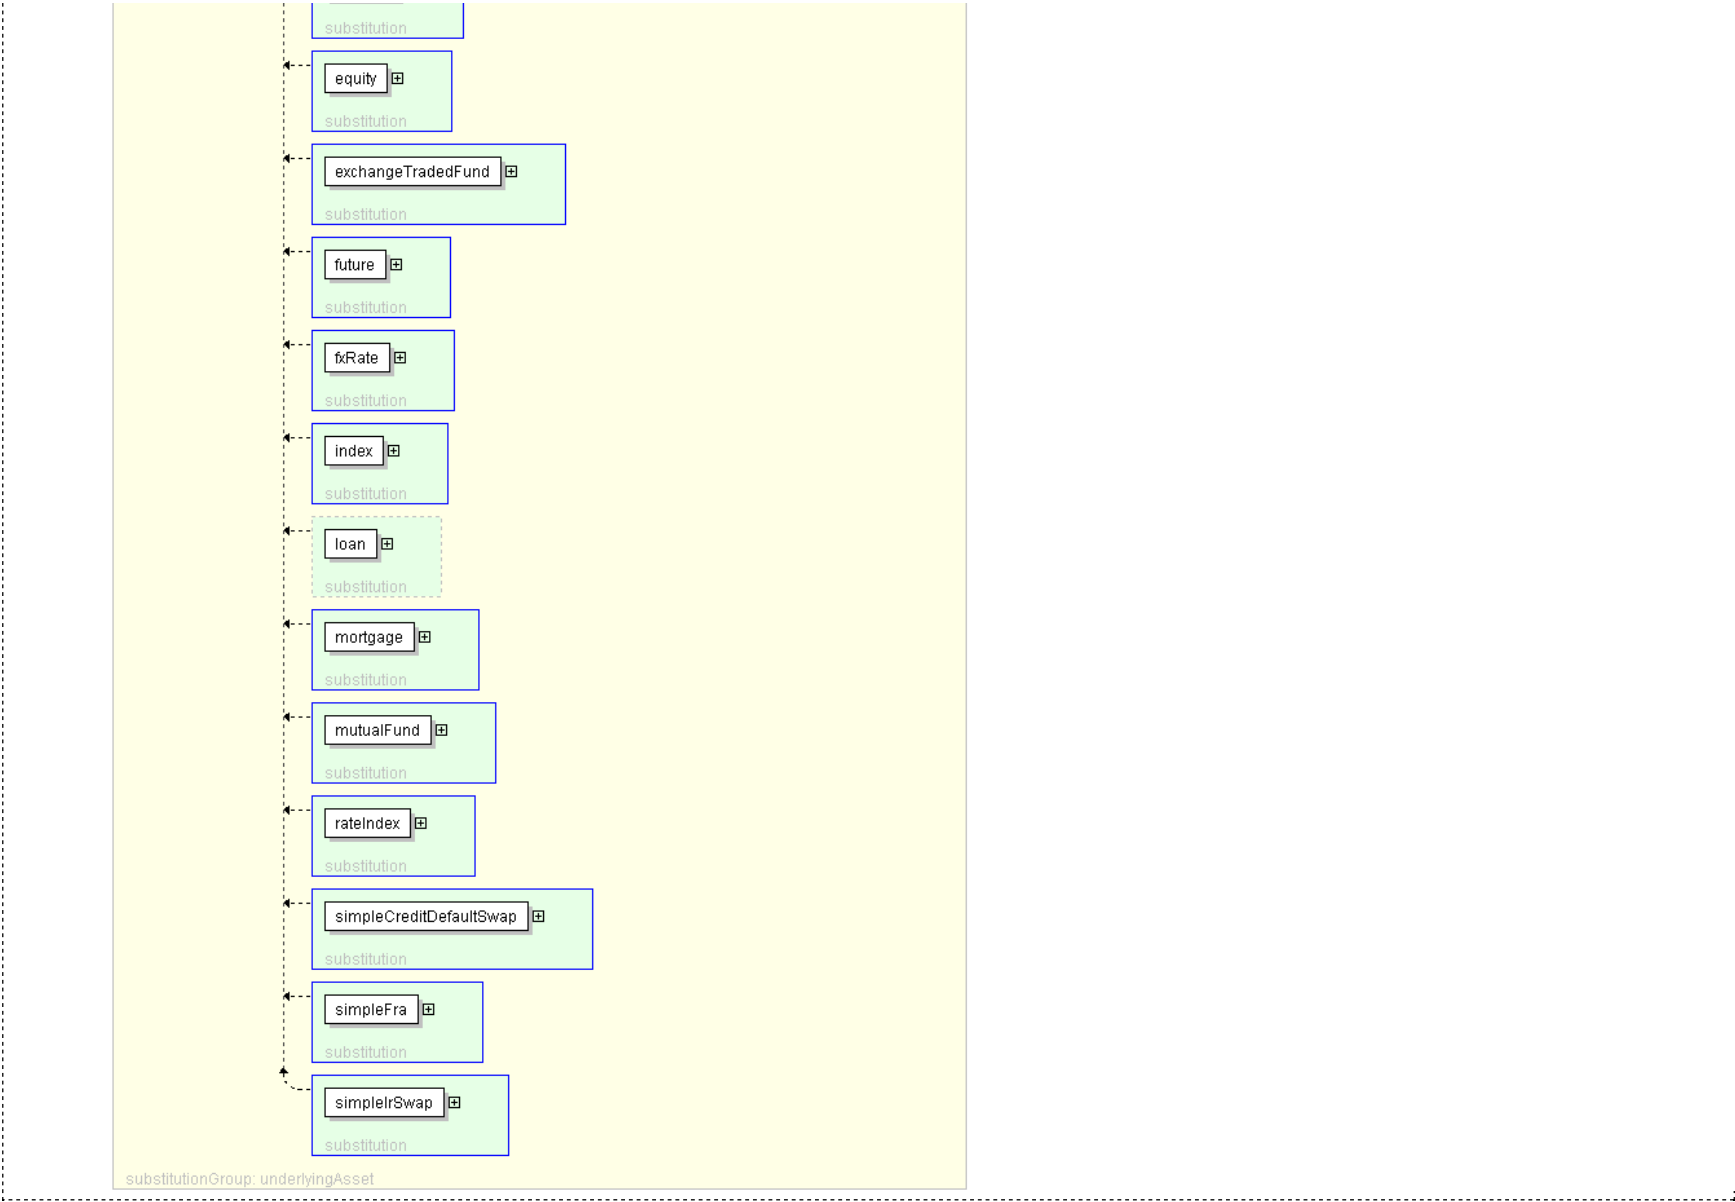 substitution
equity
substitution
exchangeTradedFund
substitution
future
substitution
fxRate
substitution
index
substitution
loan
substitution
mortgage
substitution
mutualFund
substitution
rateIndex
substitution
simpleCreditDefaultSwap
substitution
simpleFra
substitution
simpleIrSwap
substitution
substitutionGroup: underlyingAsset